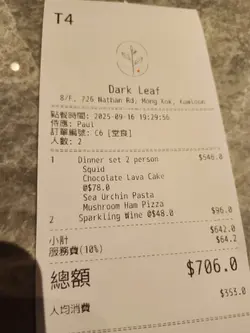 T4
Dark Leaf
8/F, 726 Nathan Rd, Mong Kok, Kowloon
點餐時間: 2025-09-16 19:29:56
侍應: Paul
訂單編號: C6 [堂食]
人數: 2
1 Dinner set 2 person $546.0
Squid
Chocolate Lava Cake
@$78.0
Sea Urchin Pasta
Mushroom Ham Pizza
2 Sparkling Wine @$48.0 $96.0
小計 $642.0
服務費(10%) $64.2
總額 $706.0
人均消費 $353.0